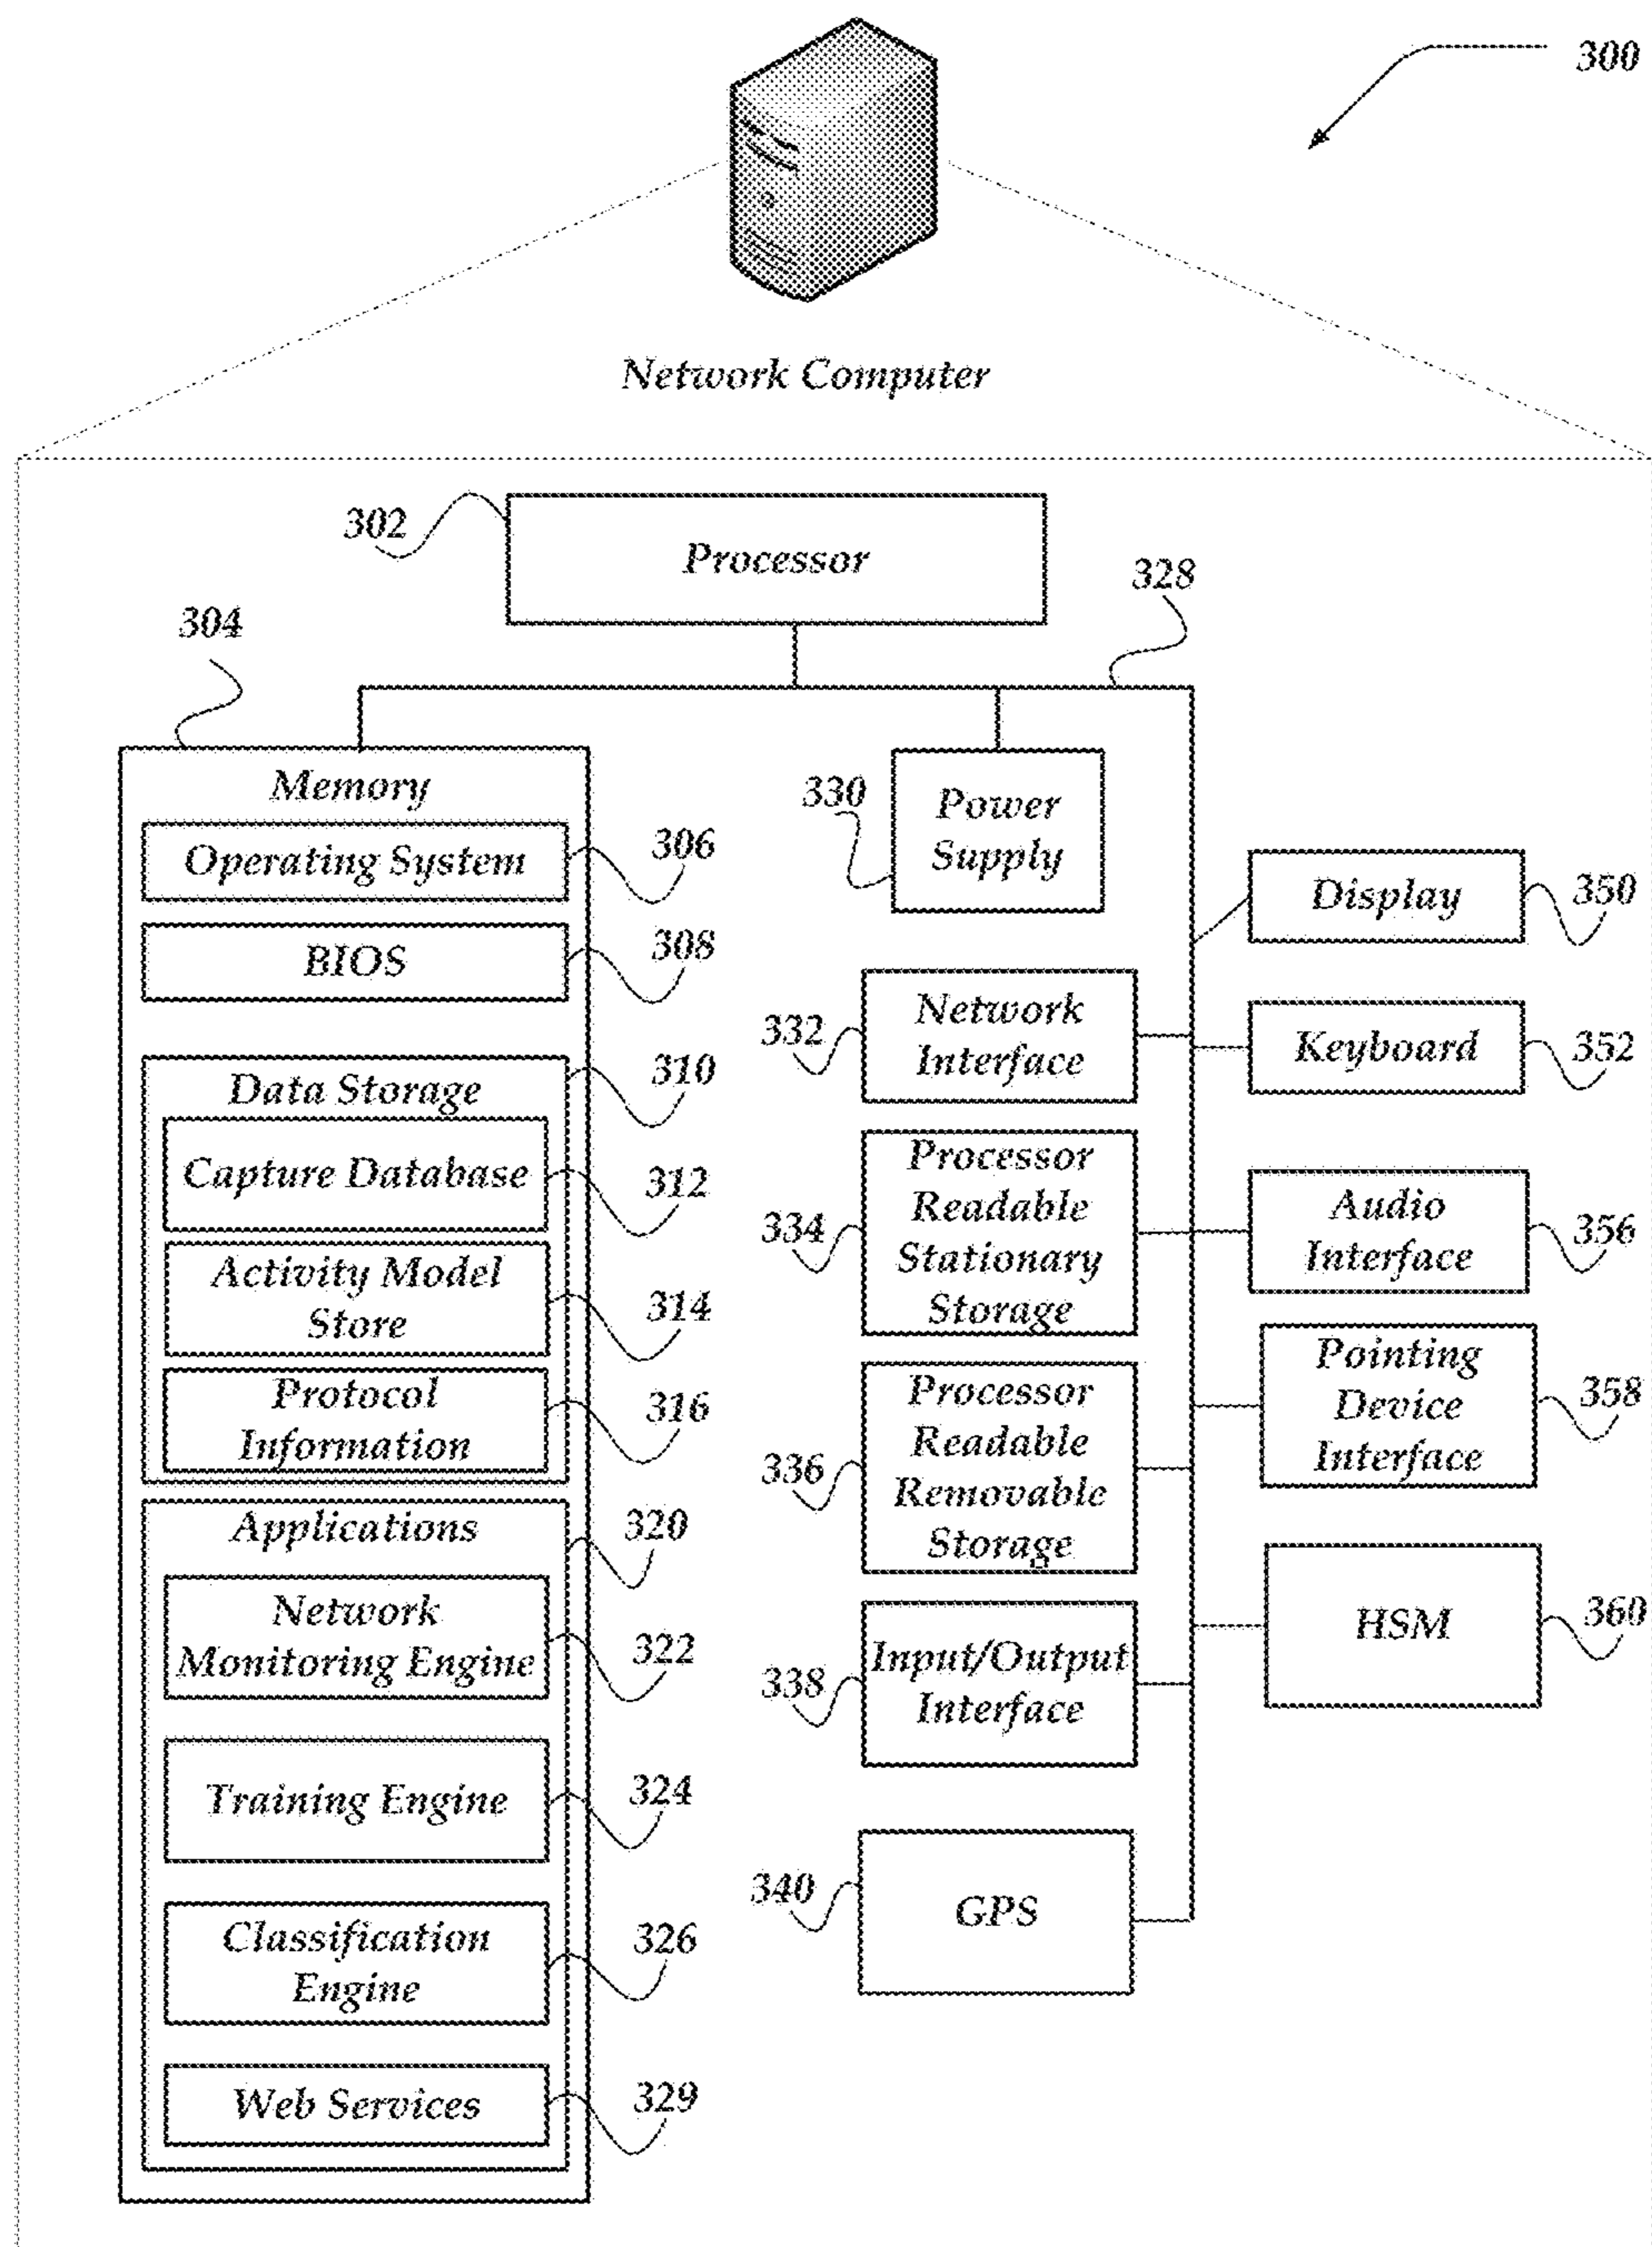 300
Network Computer
302
Processor
328
304
Memory
Operating System
306
BIOS
308
Data Storage
310
Capture Database
312
Activity Model
Store
314
Protocol
Information
316
Applications
320
Network
Monitoring Engine
322
Training Engine
324
Classification
Engine
326
Web Services
329
330
Power
Supply
332
Network
Interface
334
Processor
Readable
Stationary
Storage
336
Processor
Readable
Removable
Storage
338
Input/Output
Interface
340
GPS
Display
350
Keyboard
352
Audio
Interface
356
Pointing
Device
Interface
358
HSM
360